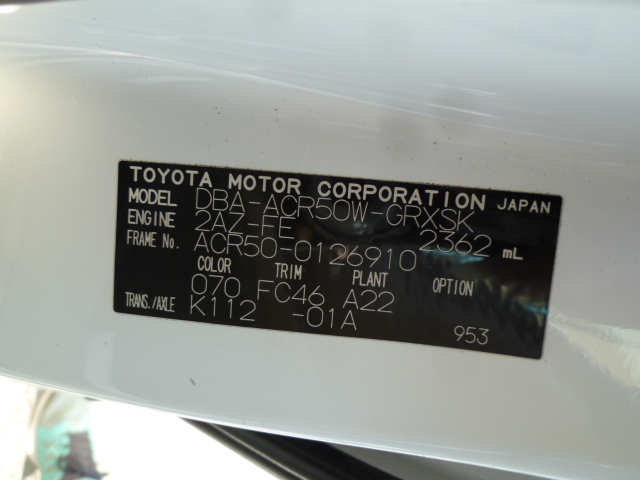 TOYOTA MOTOR CORPORATION JAPAN
MODEL DBA-ACR50W-GRXSK
ENGINE 2AZ-FE 2362 mL
FRAME No. ACR50-0126910
COLOR TRIM PLANT OPTION
070 FC46 A22
TRANS./AXLE K112 -01A
953